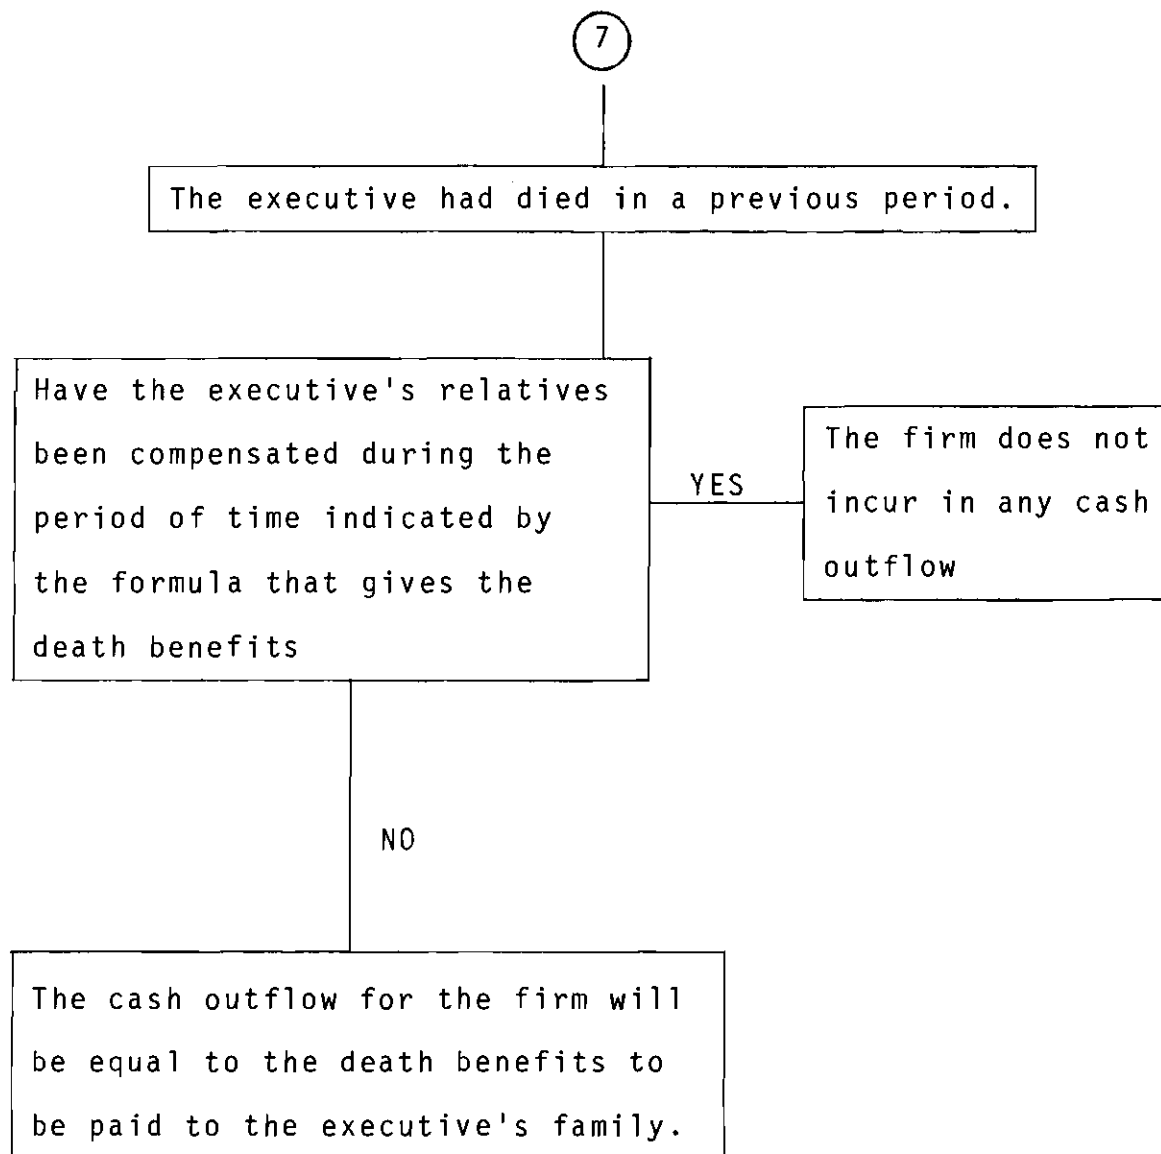 7
The executive had died in a previous period.
Have the executive's relatives
been compensated during the
period of time indicated by
the formula that gives the
death benefits
YES
The firm does not
incur in any cash
outflow
NO
The cash outflow for the firm will
be equal to the death benefits to
be paid to the executive's family.